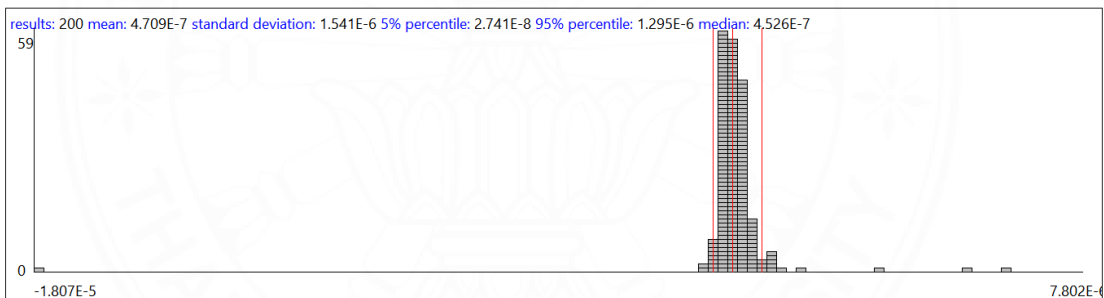 results: 200 mean: 4.709E-7 standard deviation: 1.541E-6 5% percentile: 2.741E-8 95% percentile: 1.295E-6 median: 4.526E-7
59
0
-1.807E-5 7.802E-6